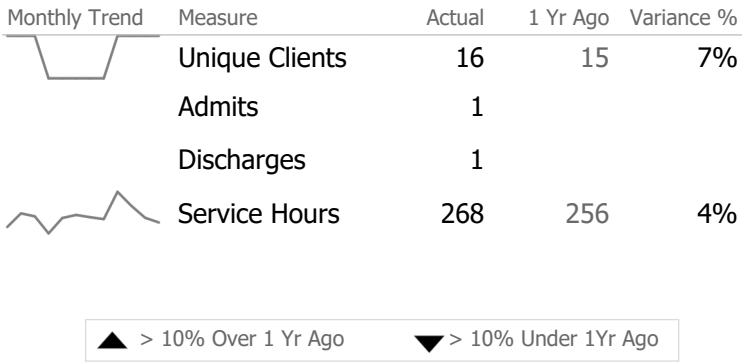 Monthly Trend Measure Actual 1 Yr Ago Variance %
Unique Clients 16 15 7%
Admits 1
Discharges 1
Service Hours 268 256 4%
> 10% Over 1 Yr Ago > 10% Under 1Yr Ago